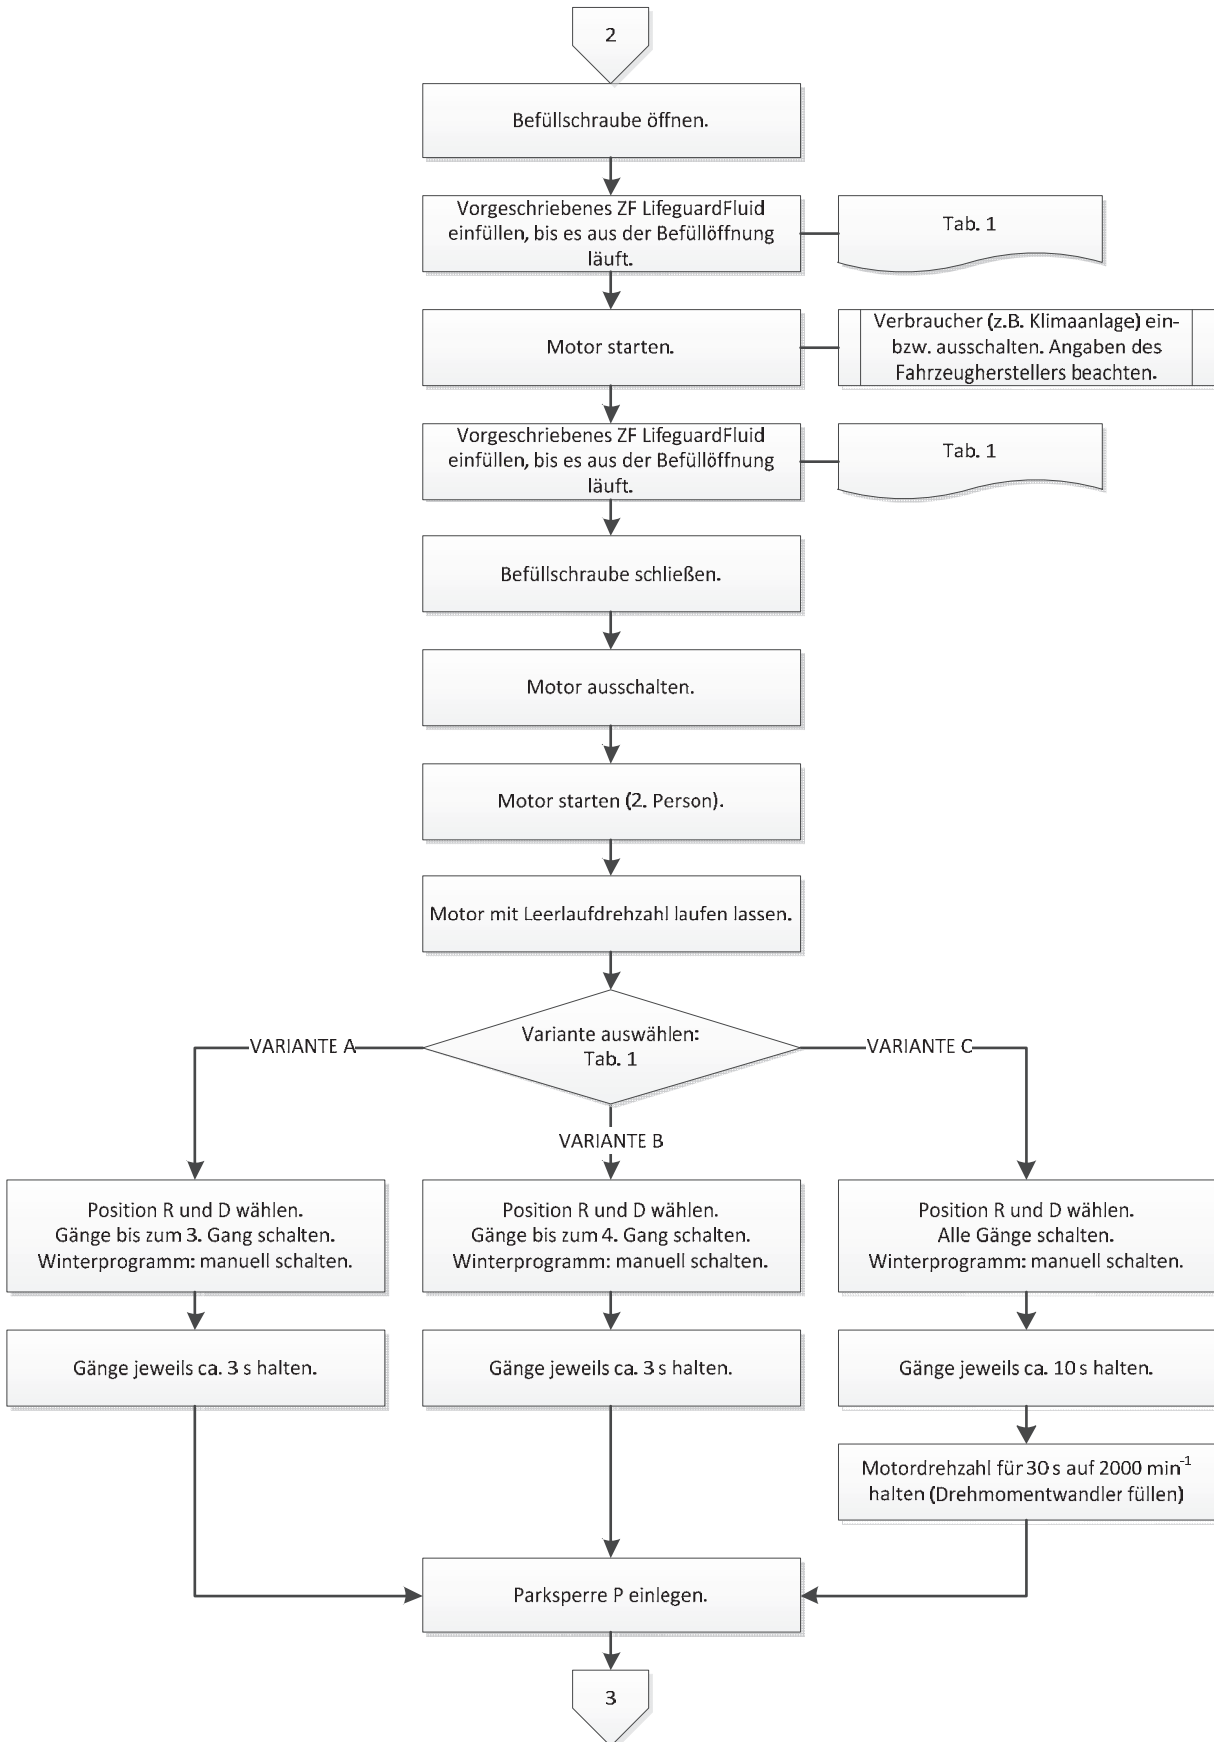 2
Befüllschraube öffnen.
Vorgeschriebenes ZF LifeguardFluid
einfüllen, bis es aus der Befüllöffnung
läuft.
Tab. 1
Motor starten.
Verbraucher (z.B. Klimaanlage) ein-
bzw. ausschalten. Angaben des
Fahrzeugherstellers beachten.
Vorgeschriebenes ZF LifeguardFluid
einfüllen, bis es aus der Befüllöffnung
läuft.
Tab. 1
Befüllschraube schließen.
Motor ausschalten.
Motor starten (2. Person).
Motor mit Leerlaufdrehzahl laufen lassen.
Variante auswählen:
Tab. 1
VARIANTE A
VARIANTE B
VARIANTE C
Position R und D wählen.
Gänge bis zum 3. Gang schalten.
Winterprogramm: manuell schalten.
Position R und D wählen.
Gänge bis zum 4. Gang schalten.
Winterprogramm: manuell schalten.
Position R und D wählen.
Alle Gänge schalten.
Winterprogramm: manuell schalten.
Gänge jeweils ca. 3 s halten.
Gänge jeweils ca. 3 s halten.
Gänge jeweils ca. 10 s halten.
Motordrehzahl für 30 s auf 2000 min⁻¹
halten (Drehmomentwandler füllen)
Parksperre P einlegen.
3